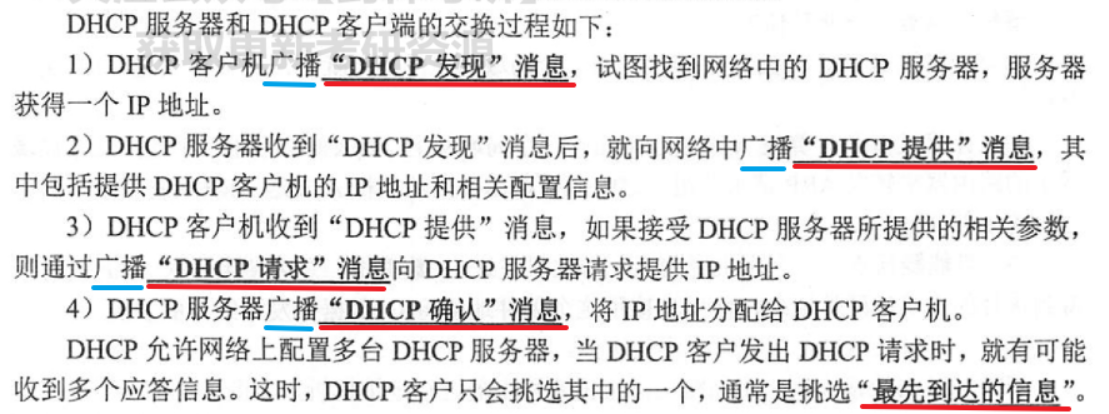 DHCP 服务器和 DHCP 客户端的交换过程如下：
获取更新考研资源
1）DHCP 客户机广播“DHCP 发现”消息，试图找到网络中的 DHCP 服务器，服务器
获得一个 IP 地址。
2）DHCP 服务器收到“DHCP 发现”消息后，就向网络中广播“DHCP 提供”消息，其
中包括提供 DHCP 客户机的 IP 地址和相关配置信息。
3）DHCP 客户机收到“DHCP 提供”消息，如果接受 DHCP 服务器所提供的相关参数，
则通过广播“DHCP 请求”消息向 DHCP 服务器请求提供 IP 地址。
4）DHCP 服务器广播“DHCP 确认”消息，将 IP 地址分配给 DHCP 客户机。
DHCP 允许网络上配置多台 DHCP 服务器，当 DHCP 客户发出 DHCP 请求时，就有可能
收到多个应答信息。这时，DHCP 客户只会挑选其中的一个，通常是挑选“最先到达的信息”。